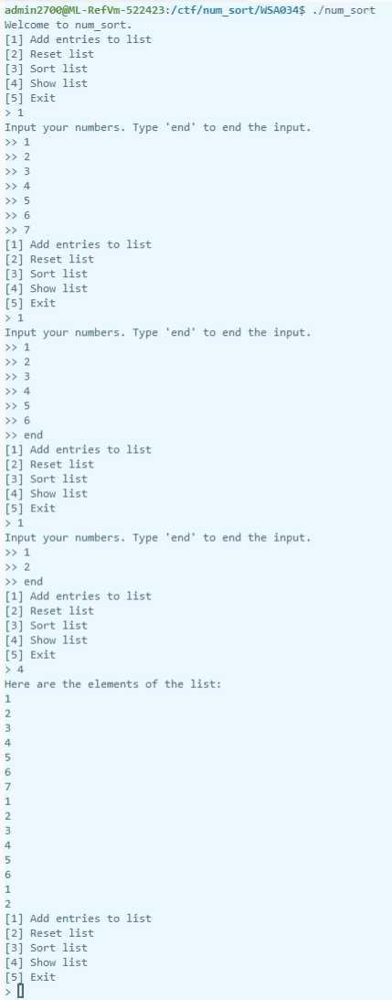 admin2700@ML-RefVm-522423:/ctf/num_sort/WSA034$ ./num_sort
Welcome to num_sort.
[1] Add entries to list
[2] Reset list
[3] Sort list
[4] Show list
[5] Exit
> 1
Input your numbers. Type 'end' to end the input.
>> 1
>> 2
>> 3
>> 4
>> 5
>> 6
>> 7
[1] Add entries to list
[2] Reset list
[3] Sort list
[4] Show list
[5] Exit
> 1
Input your numbers. Type 'end' to end the input.
>> 1
>> 2
>> 3
>> 4
>> 5
>> 6
>> end
[1] Add entries to list
[2] Reset list
[3] Sort list
[4] Show list
[5] Exit
> 1
Input your numbers. Type 'end' to end the input.
>> 1
>> 2
>> end
[1] Add entries to list
[2] Reset list
[3] Sort list
[4] Show list
[5] Exit
> 4
Here are the elements of the list:
1
2
3
4
5
6
7
1
2
3
4
5
6
1
2
[1] Add entries to list
[2] Reset list
[3] Sort list
[4] Show list
[5] Exit
>